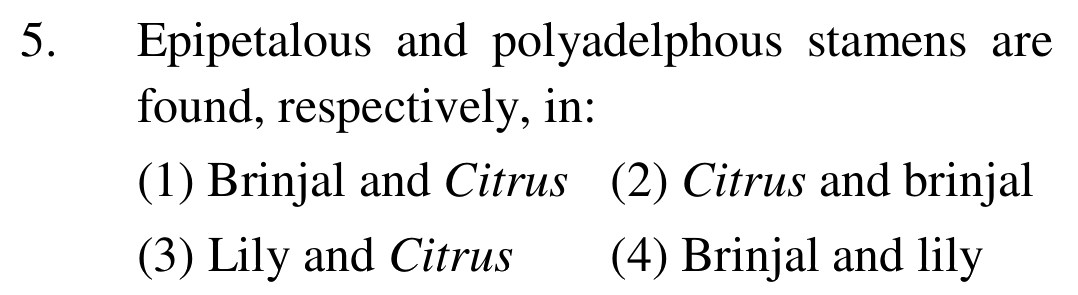 5. Epipetalous and polyadelphous stamens are
found, respectively, in:
(1) Brinjal and Citrus (2) Citrus and brinjal
(3) Lily and Citrus (4) Brinjal and lily